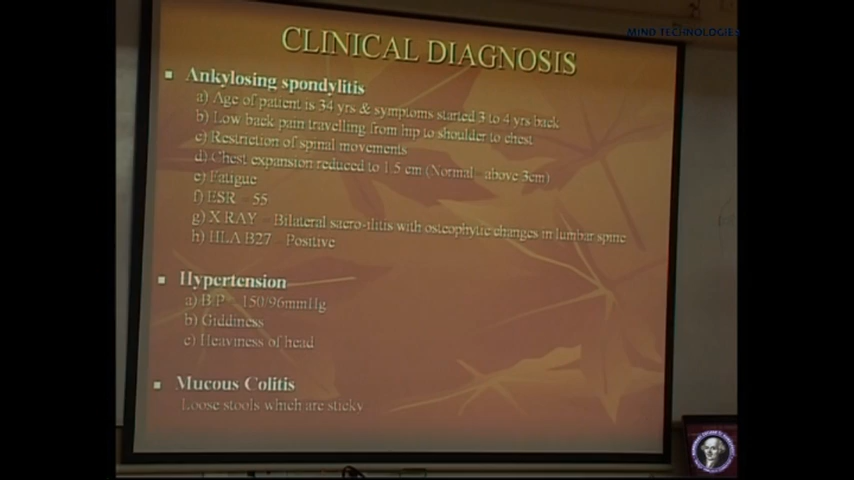 MIND TECHNOLOGIES
CLINICAL DIAGNOSIS
▪ Ankylosing spondylitis
a) Age of patient is 34 yrs & symptoms started 3 to 4 yrs back
b) Low back pain travelling from hip to shoulder to chest
c) Restriction of spinal movements
d) Chest expansion reduced to 1.5 cm (Normal - above 3cm)
e) Fatigue
f) ESR - 55
g) X RAY - Bilateral sacro-ilitis with osteophytic changes in lumbar spine
h) HLA B27 - Positive
▪ Hypertension
a) B/P - 150/96mmHg
b) Giddiness
c) Heaviness of head
▪ Mucous Colitis
Loose stools which are sticky